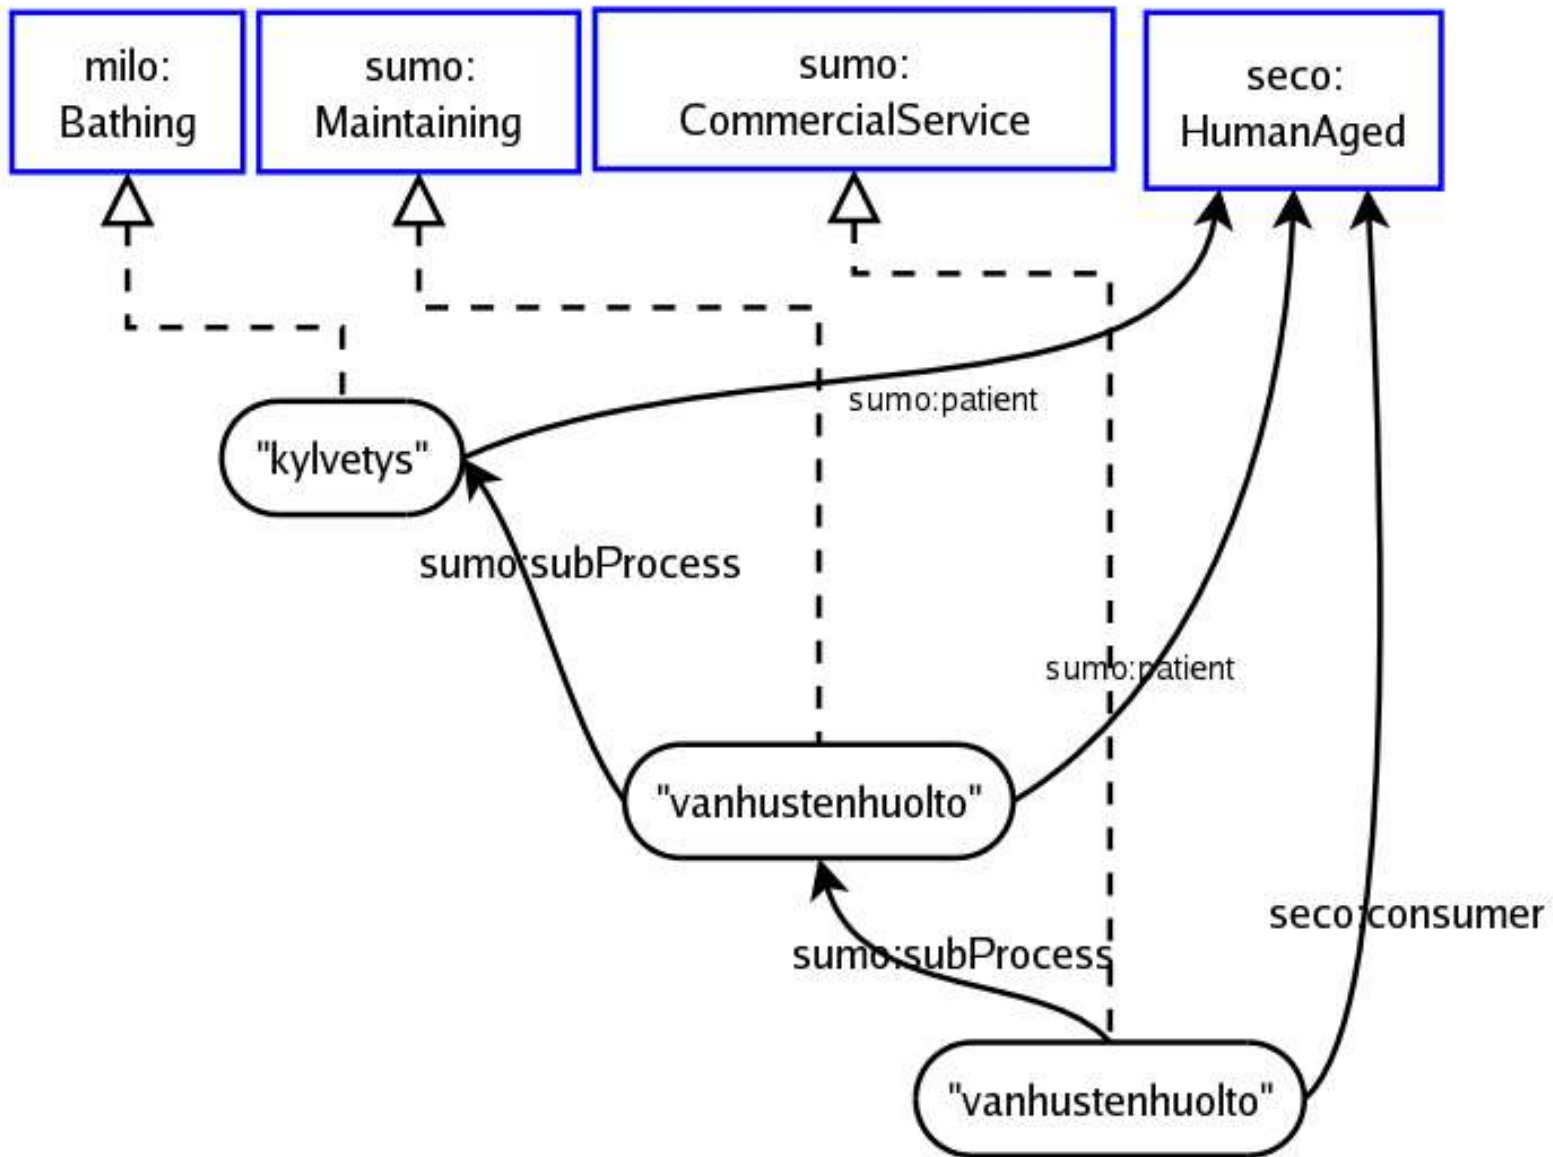 milo:
Bathing
sumo:
Maintaining
sumo:
CommercialService
seco:
HumanAged
sumo:patient
"kylvetys"
sumo:subProcess
sumo:patient
"vanhustenhuolto"
seco:consumer
sumo:subProcess
"vanhustenhuolto"